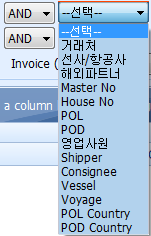 AND --선택--
AND
Invoice (
a column
--선택--
거래처
선사/항공사
해외파트너
Master No
House No
POL
POD
영업사원
Shipper
Consignee
Vessel
Voyage
POL Country
POD Country